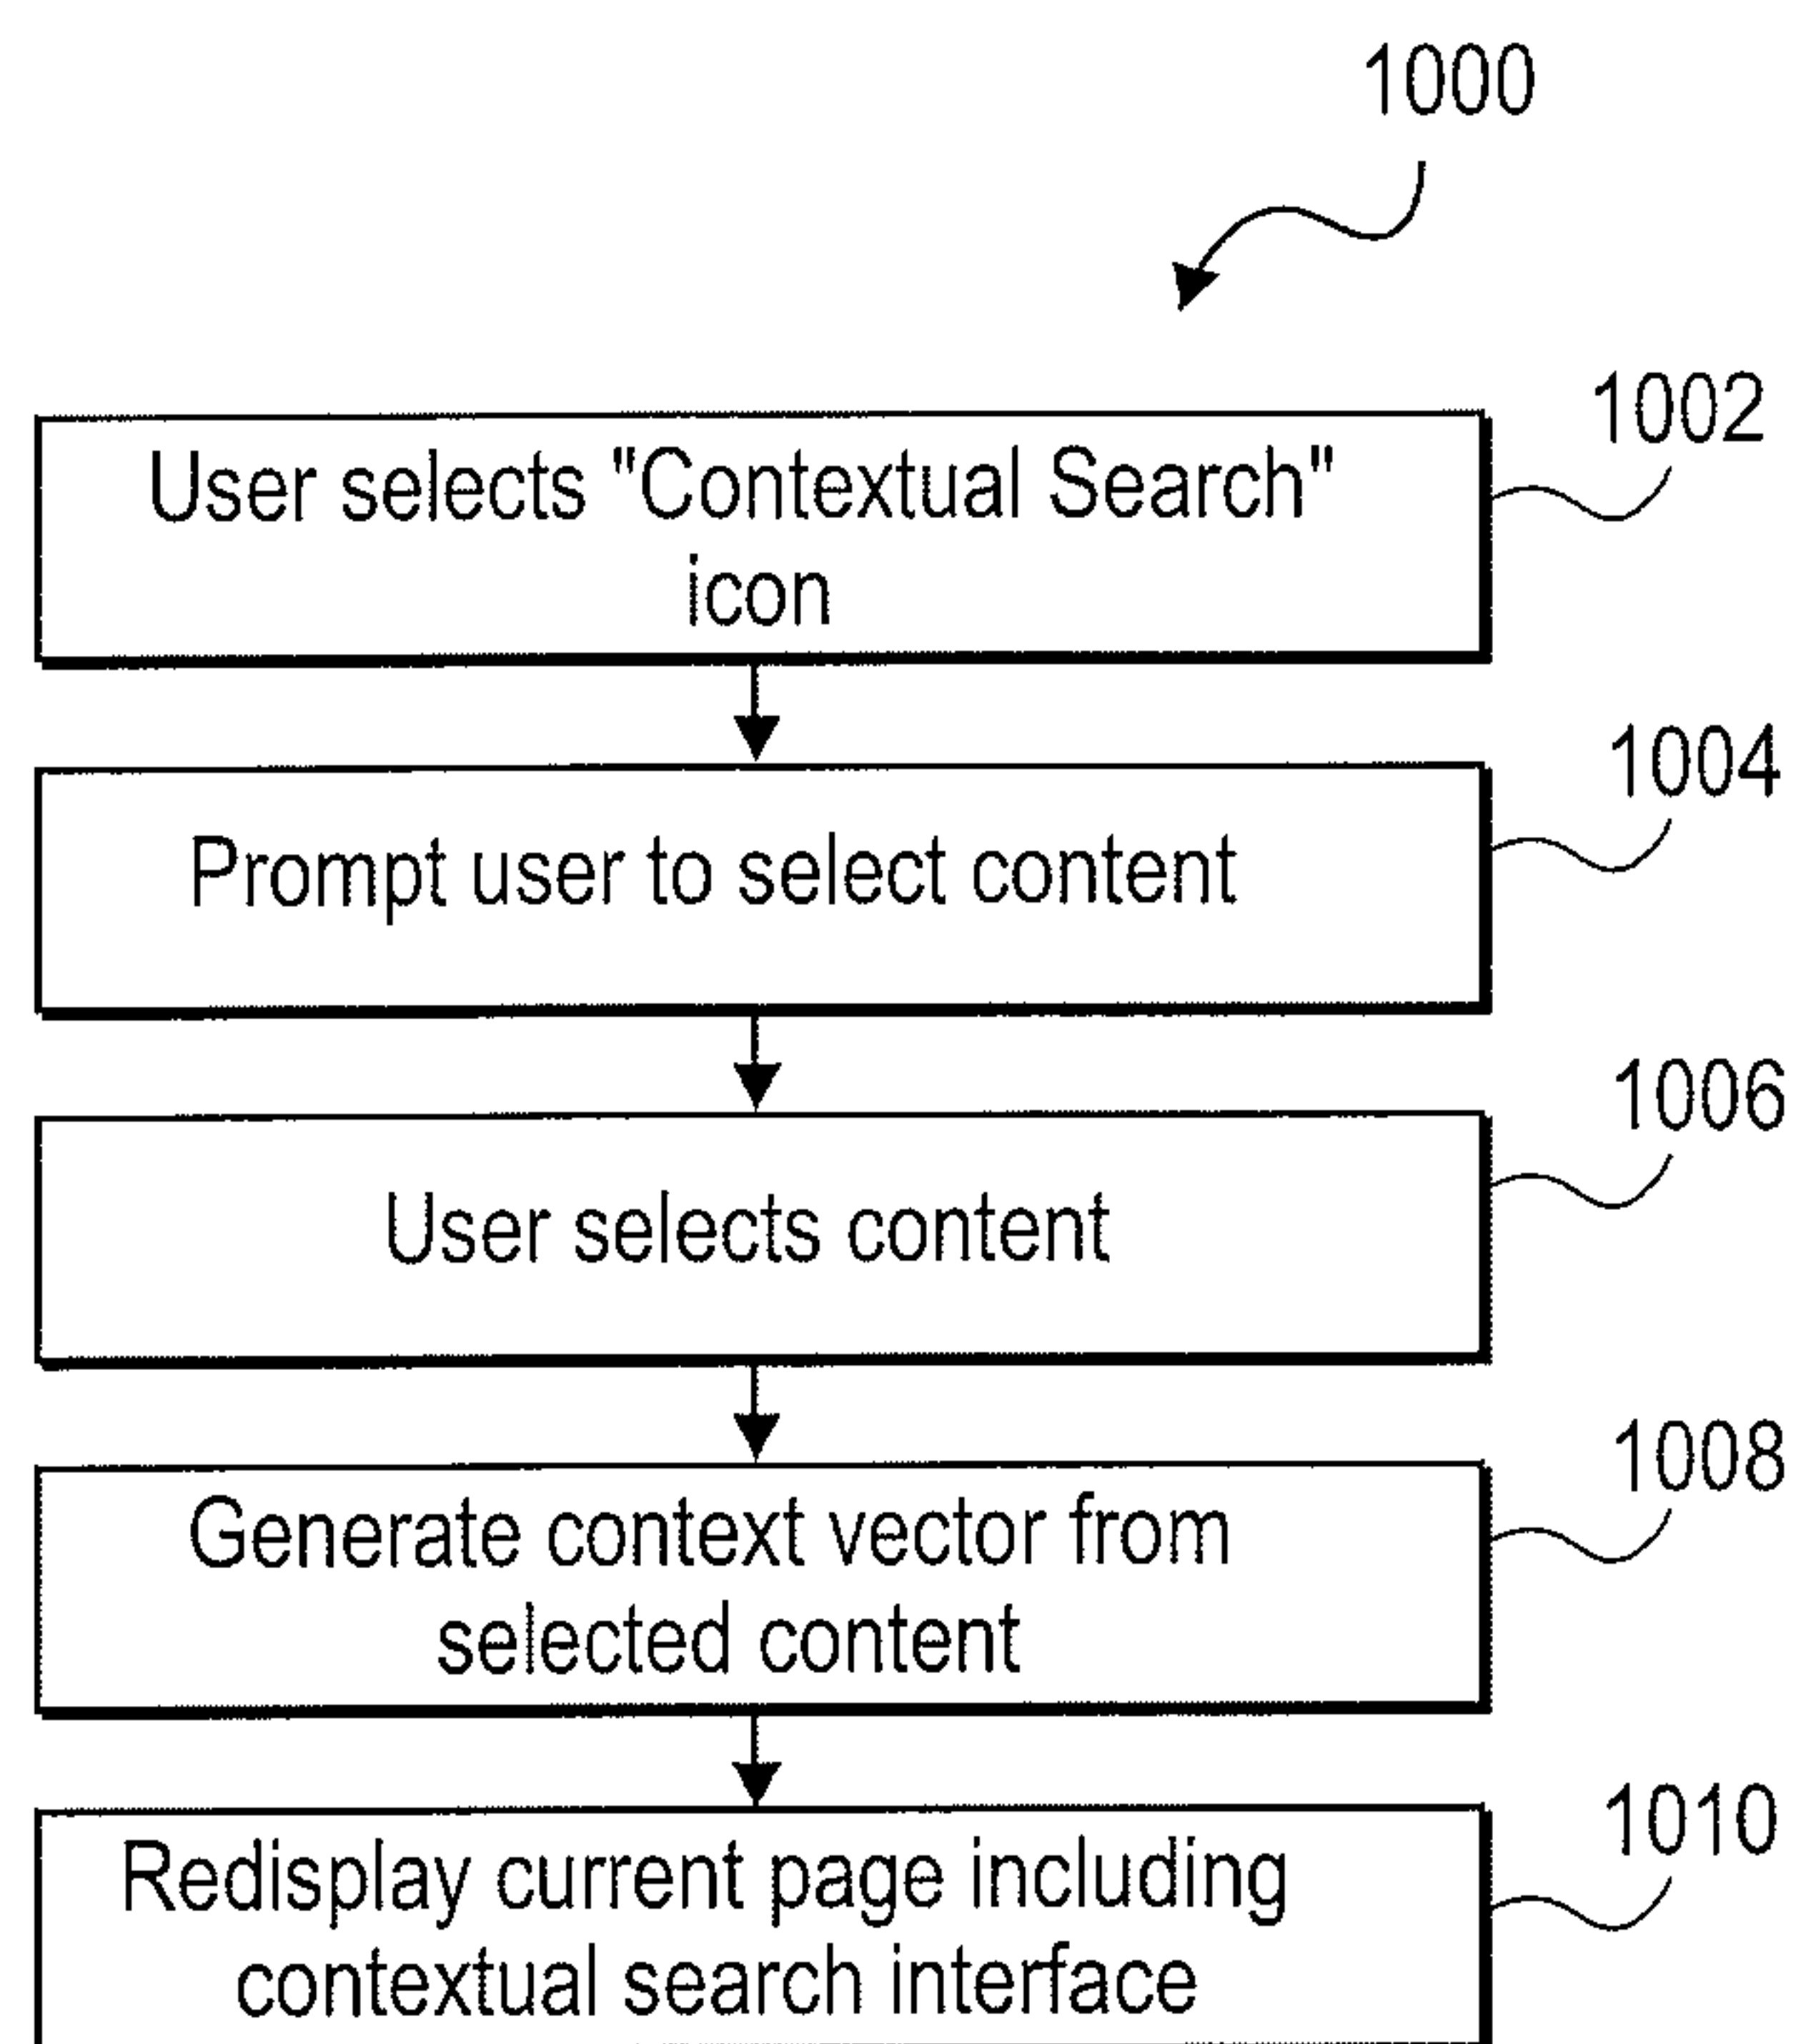 1000
1002
User selects "Contextual Search"
icon
1004
Prompt user to select content
1006
User selects content
1008
Generate context vector from
selected content
1010
Redisplay current page including
contextual search interface